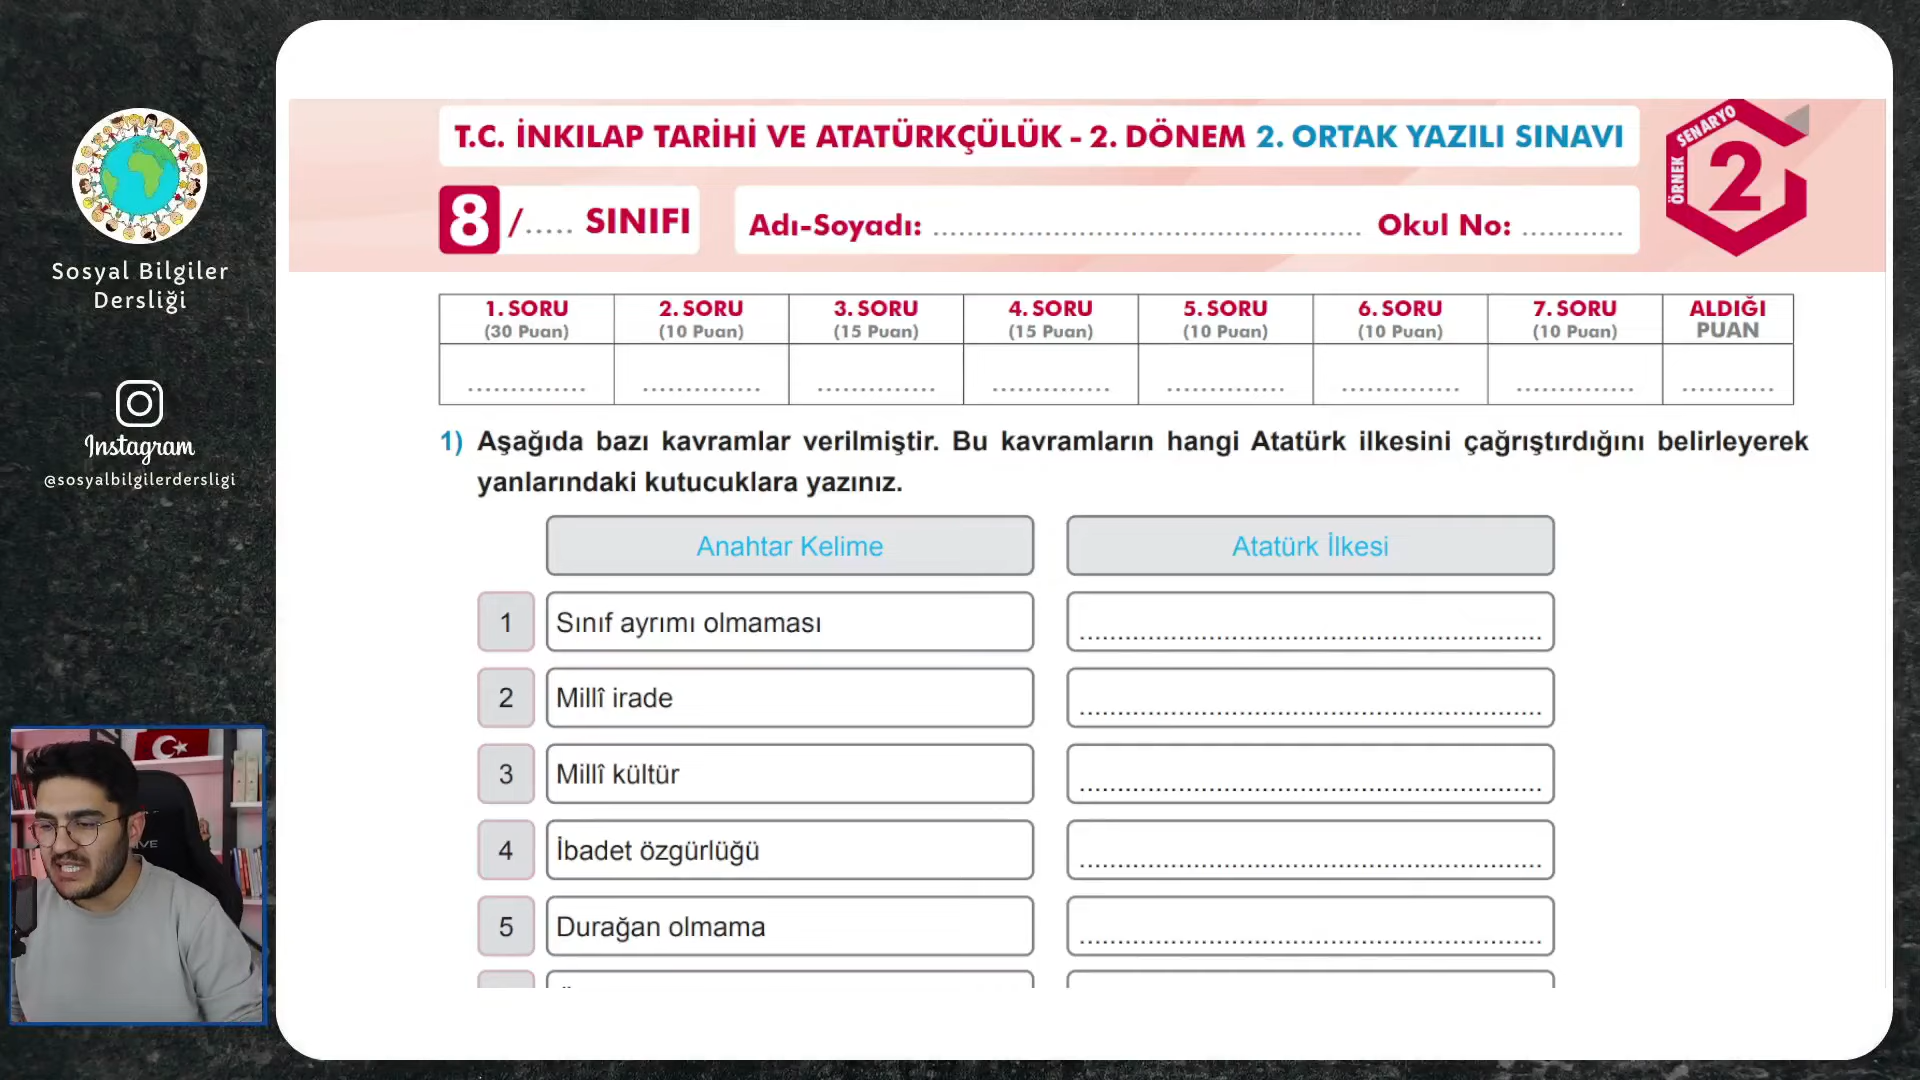 Sosyal Bilgiler
Dersliği
Instagram
@sosyalbilgilerdersligi
T.C. İNKILAP TARİHİ VE ATATÜRKÇÜLÜK - 2. DÖNEM 2. ORTAK YAZILI SINAVI
ÖRNEK SENARYO 2
8 /..... SINIFI
Adı-Soyadı: ............................................... Okul No: ............
1. SORU 2. SORU 3. SORU 4. SORU 5. SORU 6. SORU 7. SORU ALDIĞI
(30 Puan) (10 Puan) (15 Puan) (15 Puan) (10 Puan) (10 Puan) (10 Puan) PUAN
1) Aşağıda bazı kavramlar verilmiştir. Bu kavramların hangi Atatürk ilkesini çağrıştırdığını belirleyerek
yanlarındaki kutucuklara yazınız.
Anahtar Kelime Atatürk İlkesi
1 Sınıf ayrımı olmaması
2 Millî irade
3 Millî kültür
4 İbadet özgürlüğü
5 Durağan olmama